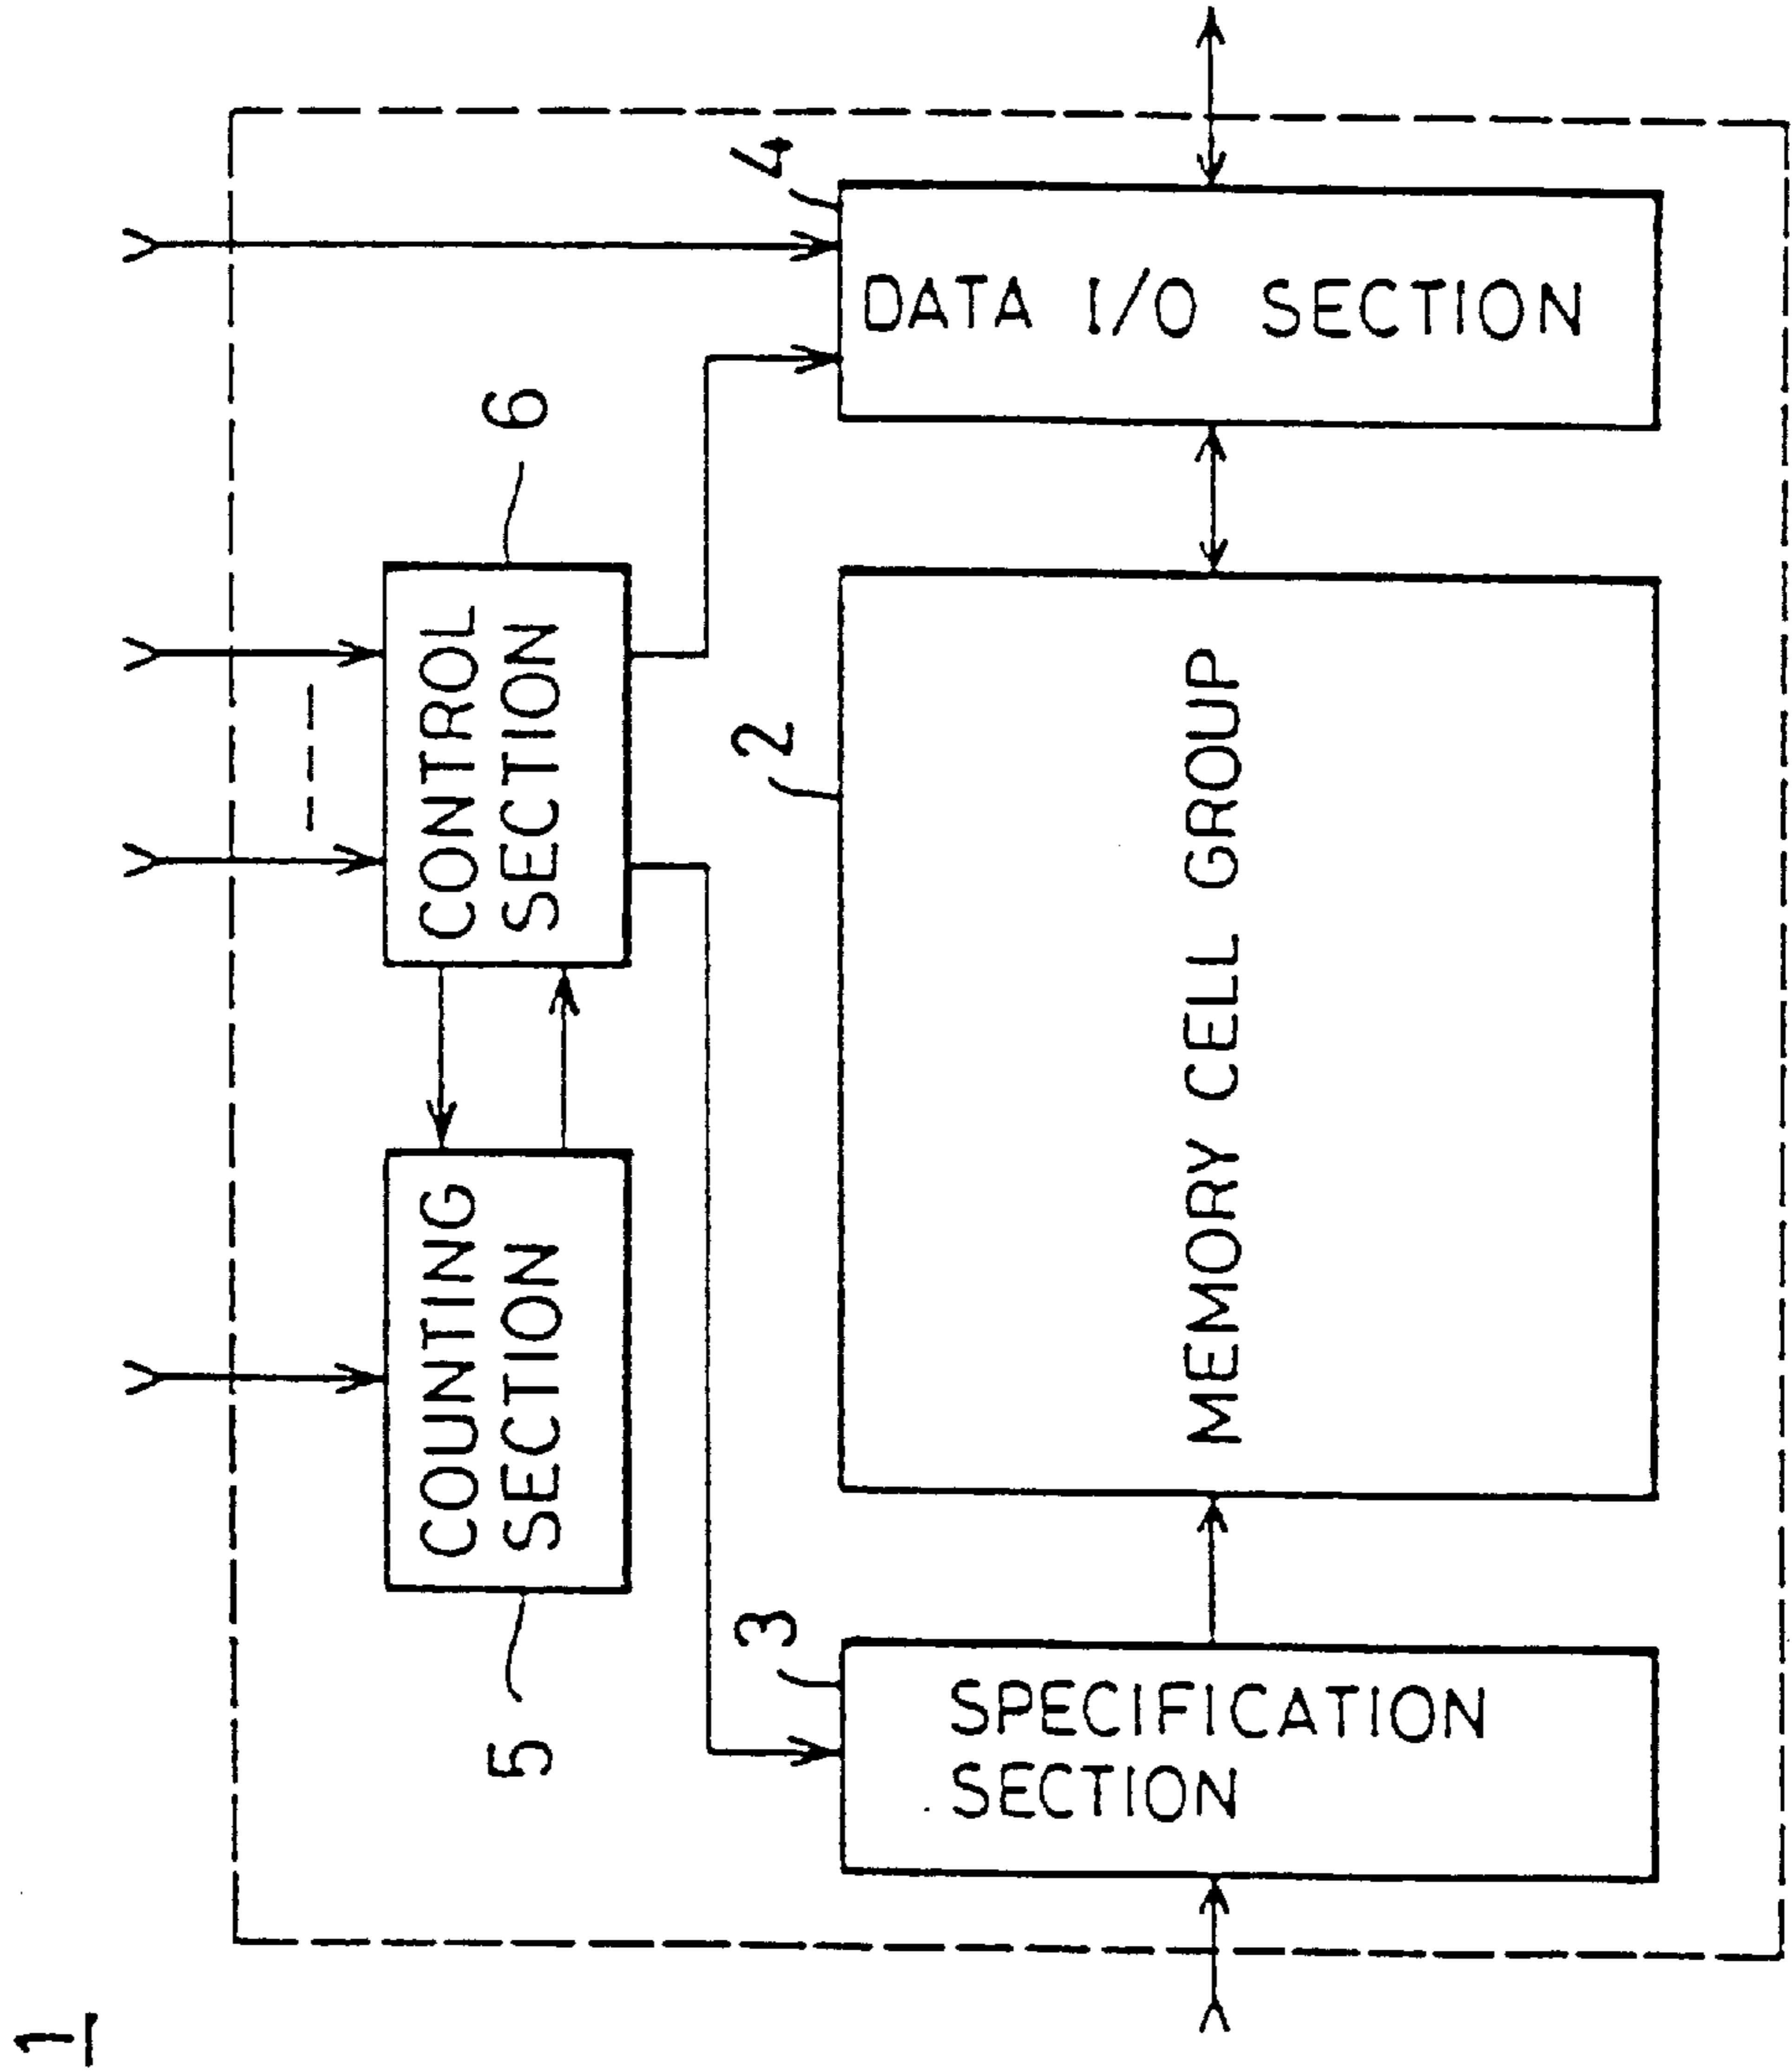 1
5
COUNTING
SECTION
6
CONTROL
SECTION
3
SPECIFICATION
SECTION
2
MEMORY CELL GROUP
4
DATA I/O SECTION